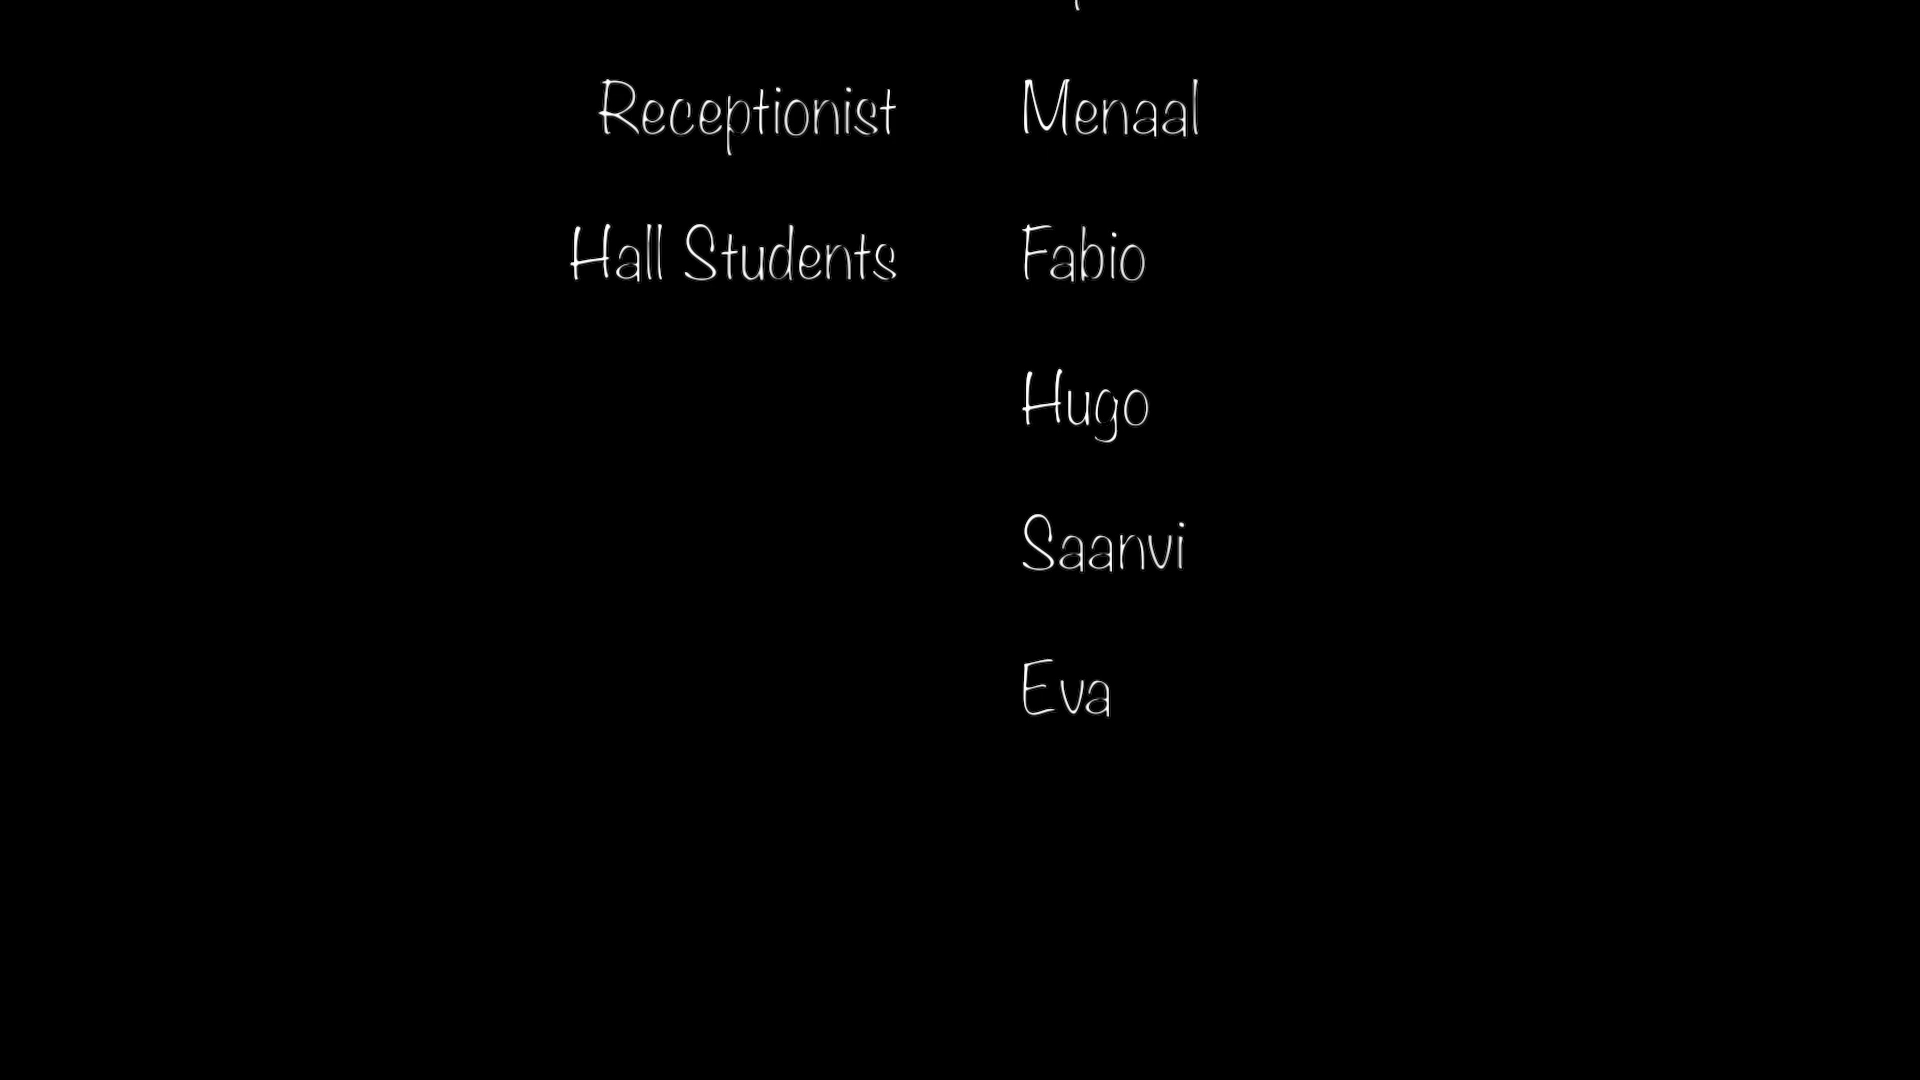 Receptionist Menaal
Hall Students Fabio
Hugo
Saanvi
Eva